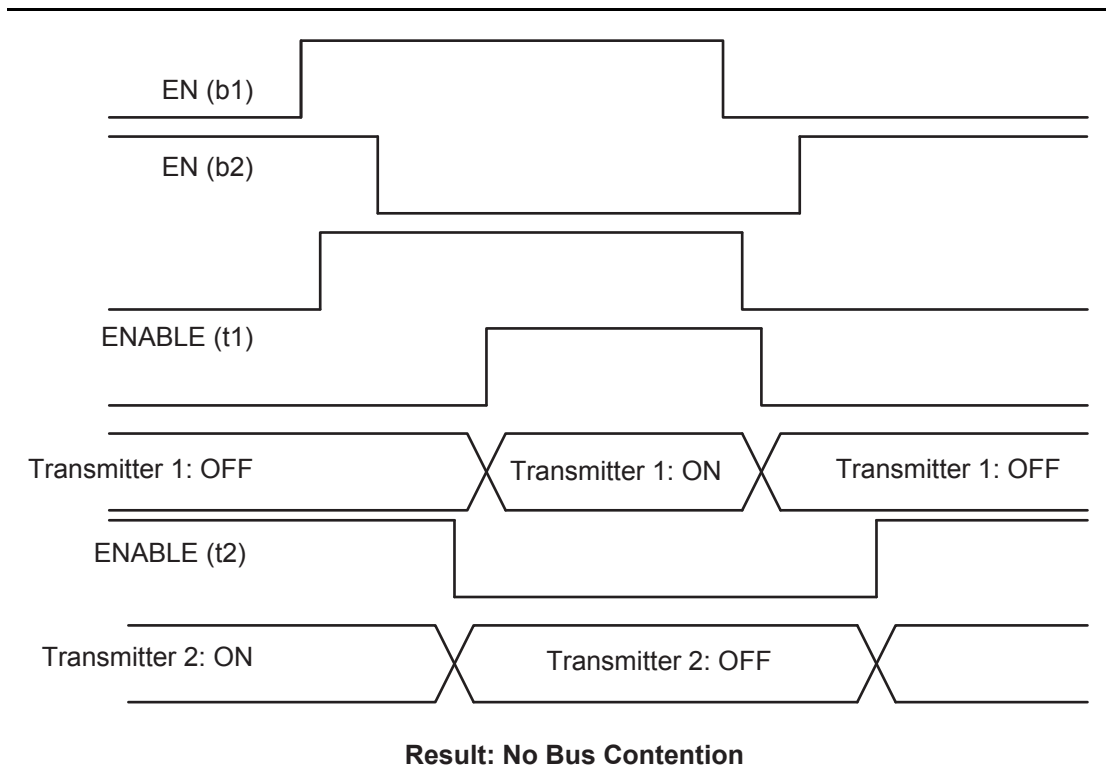 EN (b1)
EN (b2)
ENABLE (t1)
Transmitter 1: OFF Transmitter 1: ON Transmitter 1: OFF
ENABLE (t2)
Transmitter 2: ON Transmitter 2: OFF
Result: No Bus Contention